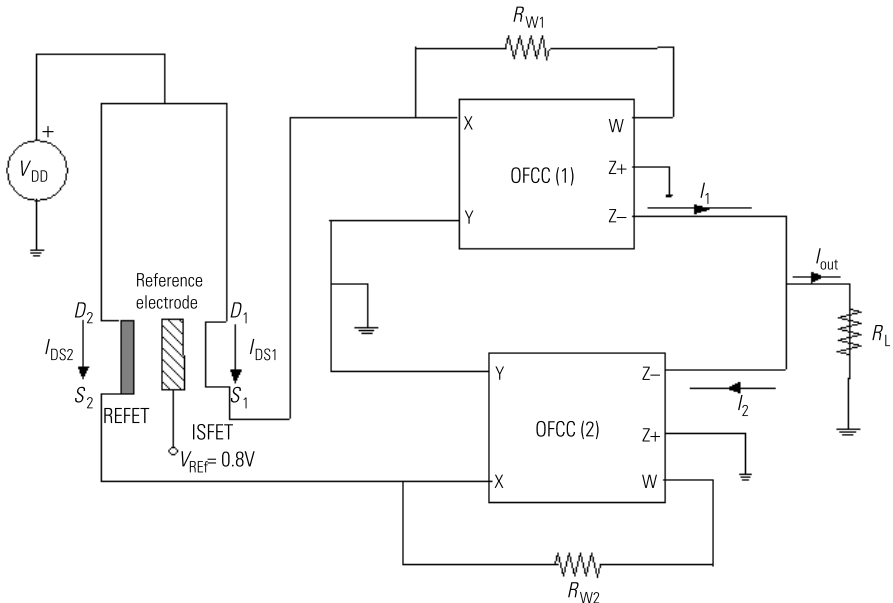 R_W1
+
V_DD
X
W
OFCC (1)
Z+
Y
Z−
I_1
I_out
R_L
Reference
electrode
D_2
D_1
I_DS2
I_DS1
S_2
S_1
REFET
ISFET
V_REf = 0.8V
Y
Z−
I_2
OFCC (2)
Z+
X
W
R_W2